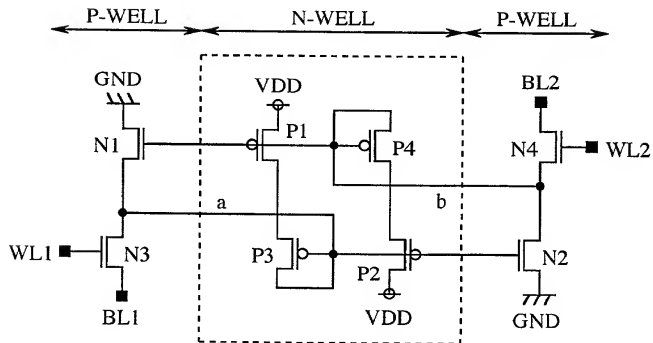 P-WELL N-WELL P-WELL
GND VDD BL2
P1
N1 P4 N4 WL2
a b
WL1 N3 P3 P2 N2
BL1 VDD GND